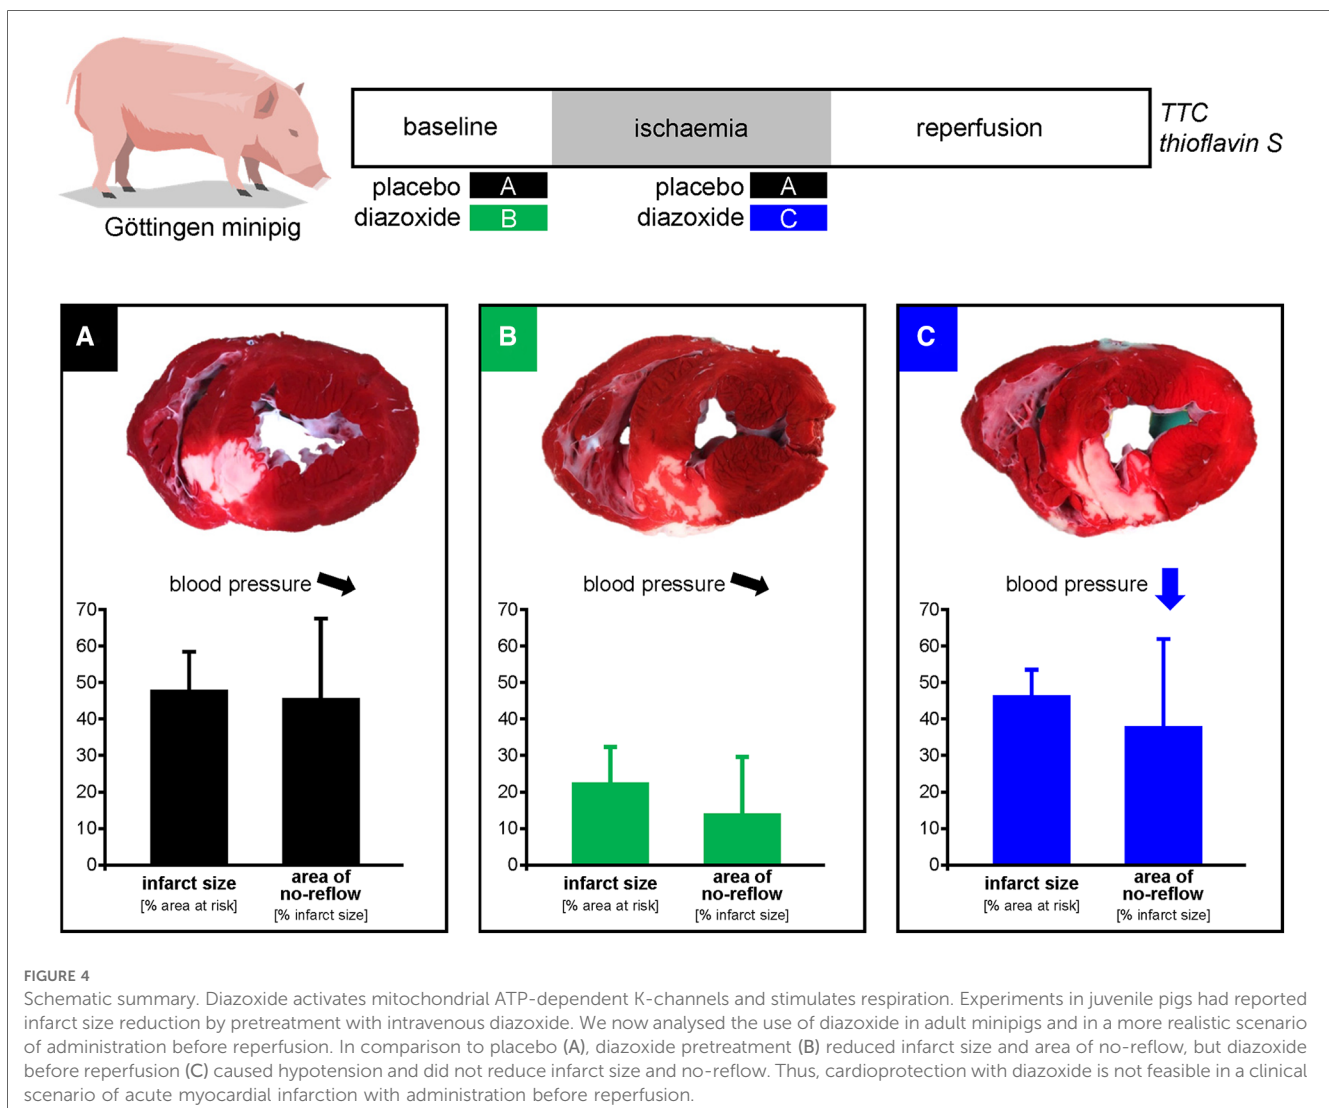 baseline
ischaemia
reperfusion
TTC
thioflavin S
placebo A
diazoxide B
placebo A
diazoxide C
Göttingen minipig
A
blood pressure
70
60
50
40
30
20
10
0
infarct size
[% area at risk]
area of
no-reflow
[% infarct size]
B
blood pressure
70
60
50
40
30
20
10
0
infarct size
[% area at risk]
area of
no-reflow
[% infarct size]
C
blood pressure
70
60
50
40
30
20
10
0
infarct size
[% area at risk]
area of
no-reflow
[% infarct size]
FIGURE 4
Schematic summary. Diazoxide activates mitochondrial ATP-dependent K-channels and stimulates respiration. Experiments in juvenile pigs had reported
infarct size reduction by pretreatment with intravenous diazoxide. We now analysed the use of diazoxide in adult minipigs and in a more realistic scenario
of administration before reperfusion. In comparison to placebo (A), diazoxide pretreatment (B) reduced infarct size and area of no-reflow, but diazoxide
before reperfusion (C) caused hypotension and did not reduce infarct size and no-reflow. Thus, cardioprotection with diazoxide is not feasible in a clinical
scenario of acute myocardial infarction with administration before reperfusion.